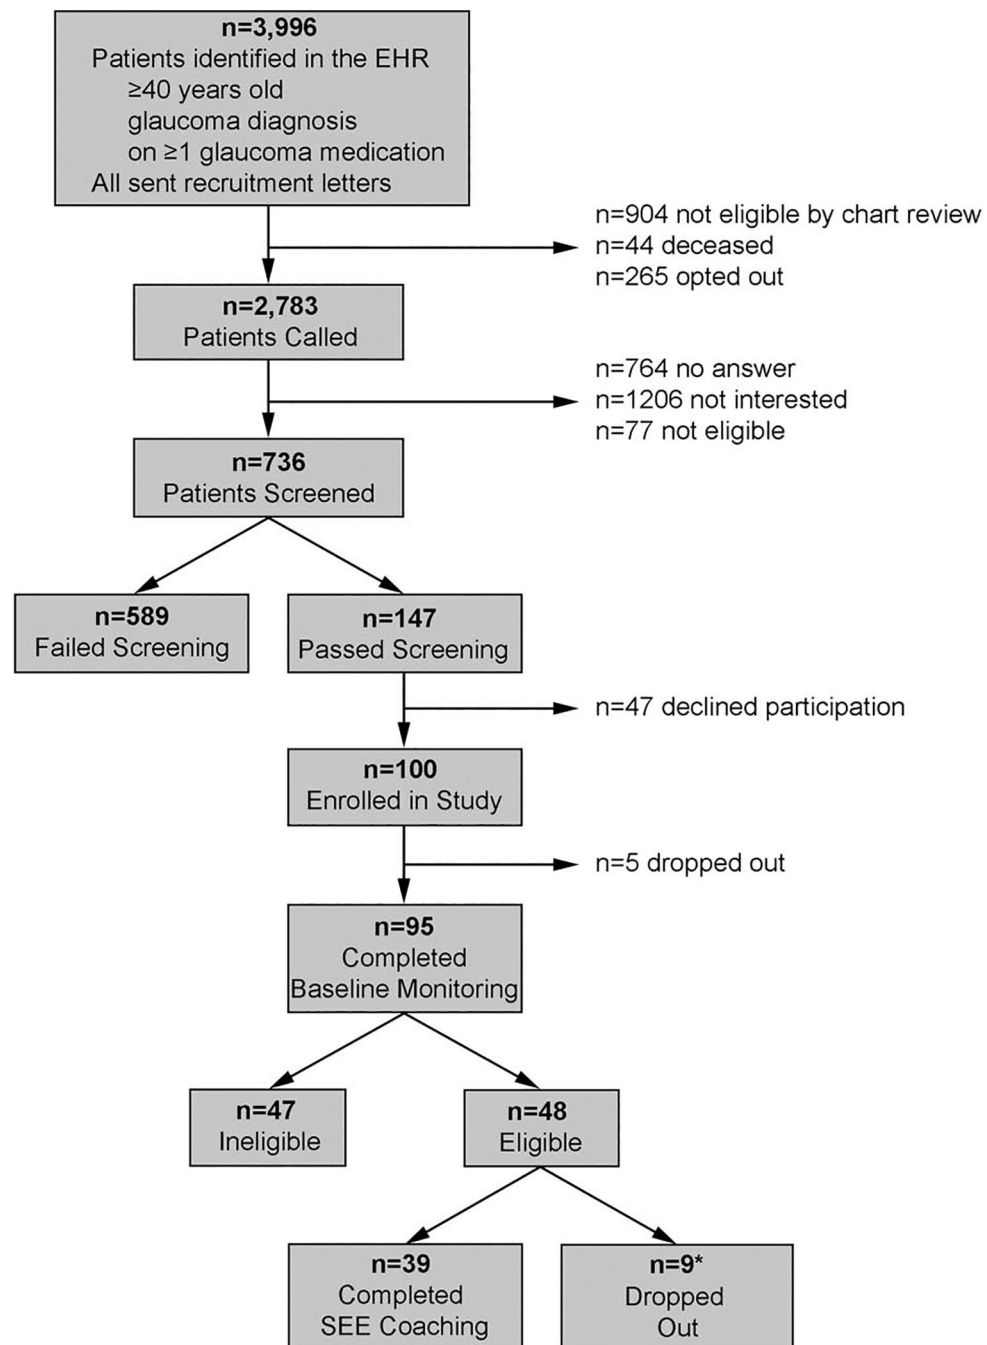 n=3,996
Patients identified in the EHR
≥40 years old
glaucoma diagnosis
on ≥1 glaucoma medication
All sent recruitment letters
n=904 not eligible by chart review
n=44 deceased
n=265 opted out
n=2,783
Patients Called
n=764 no answer
n=1206 not interested
n=77 not eligible
n=736
Patients Screened
n=589
Failed Screening
n=147
Passed Screening
n=47 declined participation
n=100
Enrolled in Study
n=5 dropped out
n=95
Completed
Baseline Monitoring
n=47
Ineligible
n=48
Eligible
n=39
Completed
SEE Coaching
n=9*
Dropped
Out